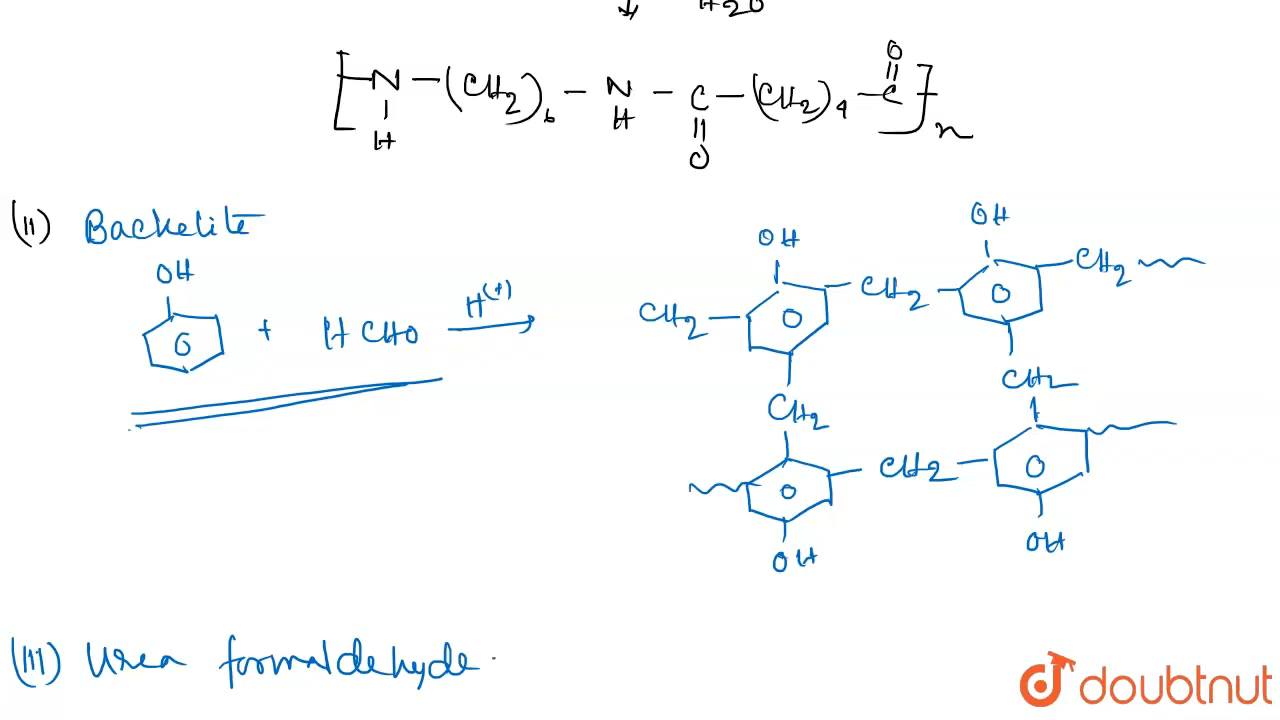 H2O
[-N-(CH2)6-N-C-(CH2)4-C-]n
H H O O
(II) Backelite
OH
+ H CHO H(+)
OH OH
CH2 CH2 CH2
CH2 CH2
CH2
OH OH
(III) Urea formaldehyde
doubtnut